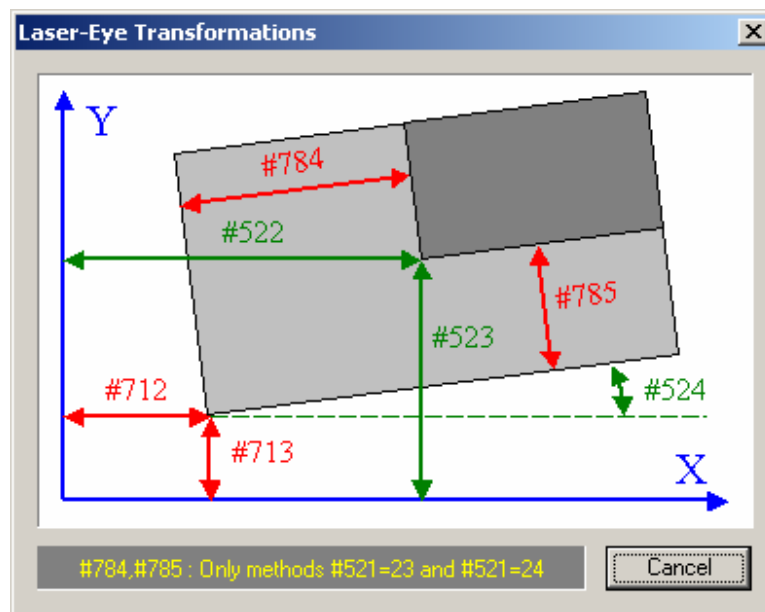 Laser-Eye Transformations
Y
#784
#522
#785
#523
#712
#524
#713
X
#784,#785 : Only methods #521=23 and #521=24
Cancel